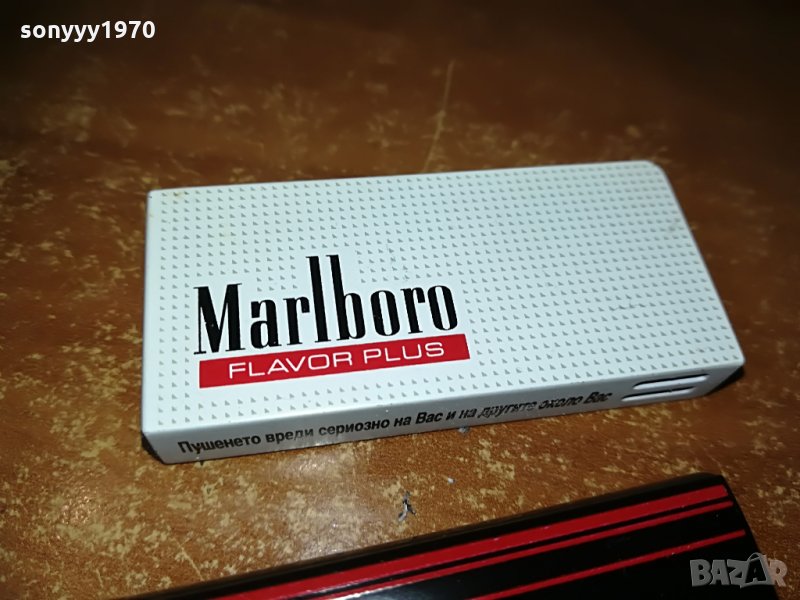 sonyyy1970
Marlboro
FLAVOR PLUS
Пушенето вреди сериозно на Вас и на другите около Вас
BAZAR